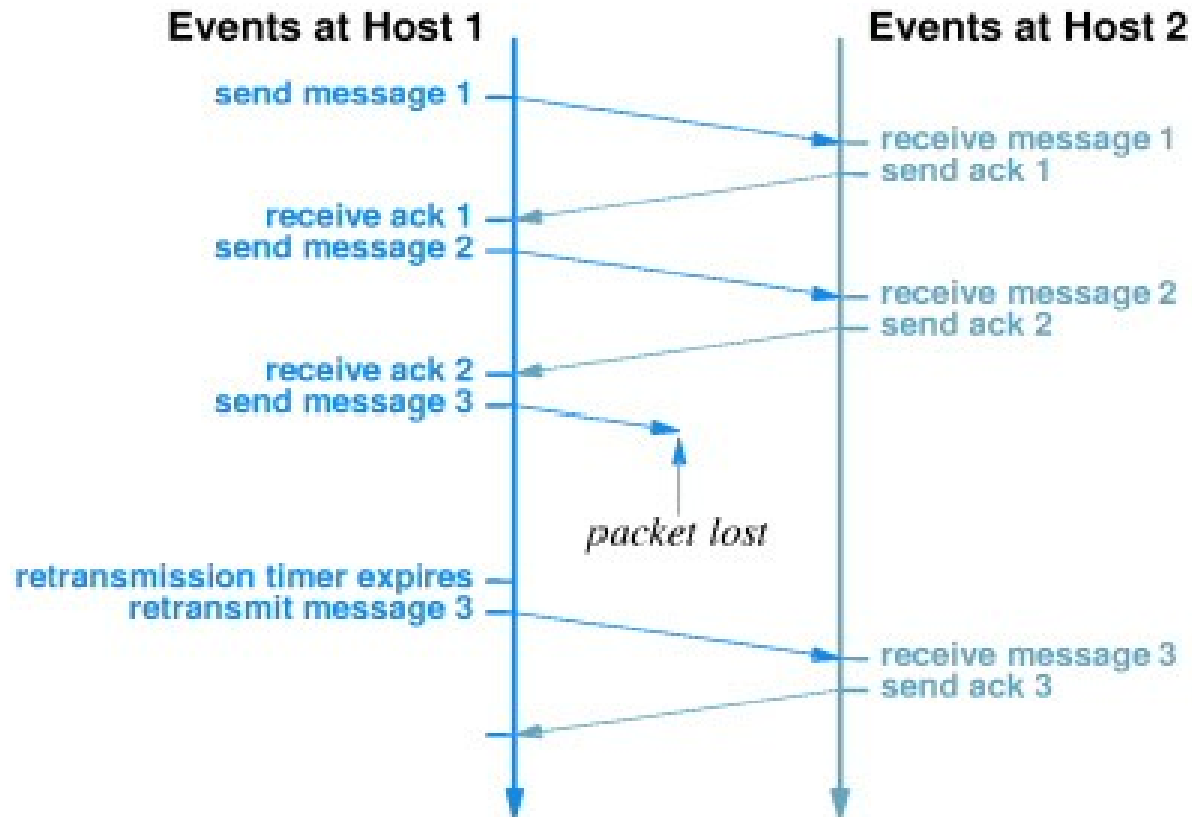 Events at Host 1
Events at Host 2
send message 1
receive message 1
send ack 1
receive ack 1
send message 2
receive message 2
send ack 2
receive ack 2
send message 3
packet lost
retransmission timer expires
retransmit message 3
receive message 3
send ack 3